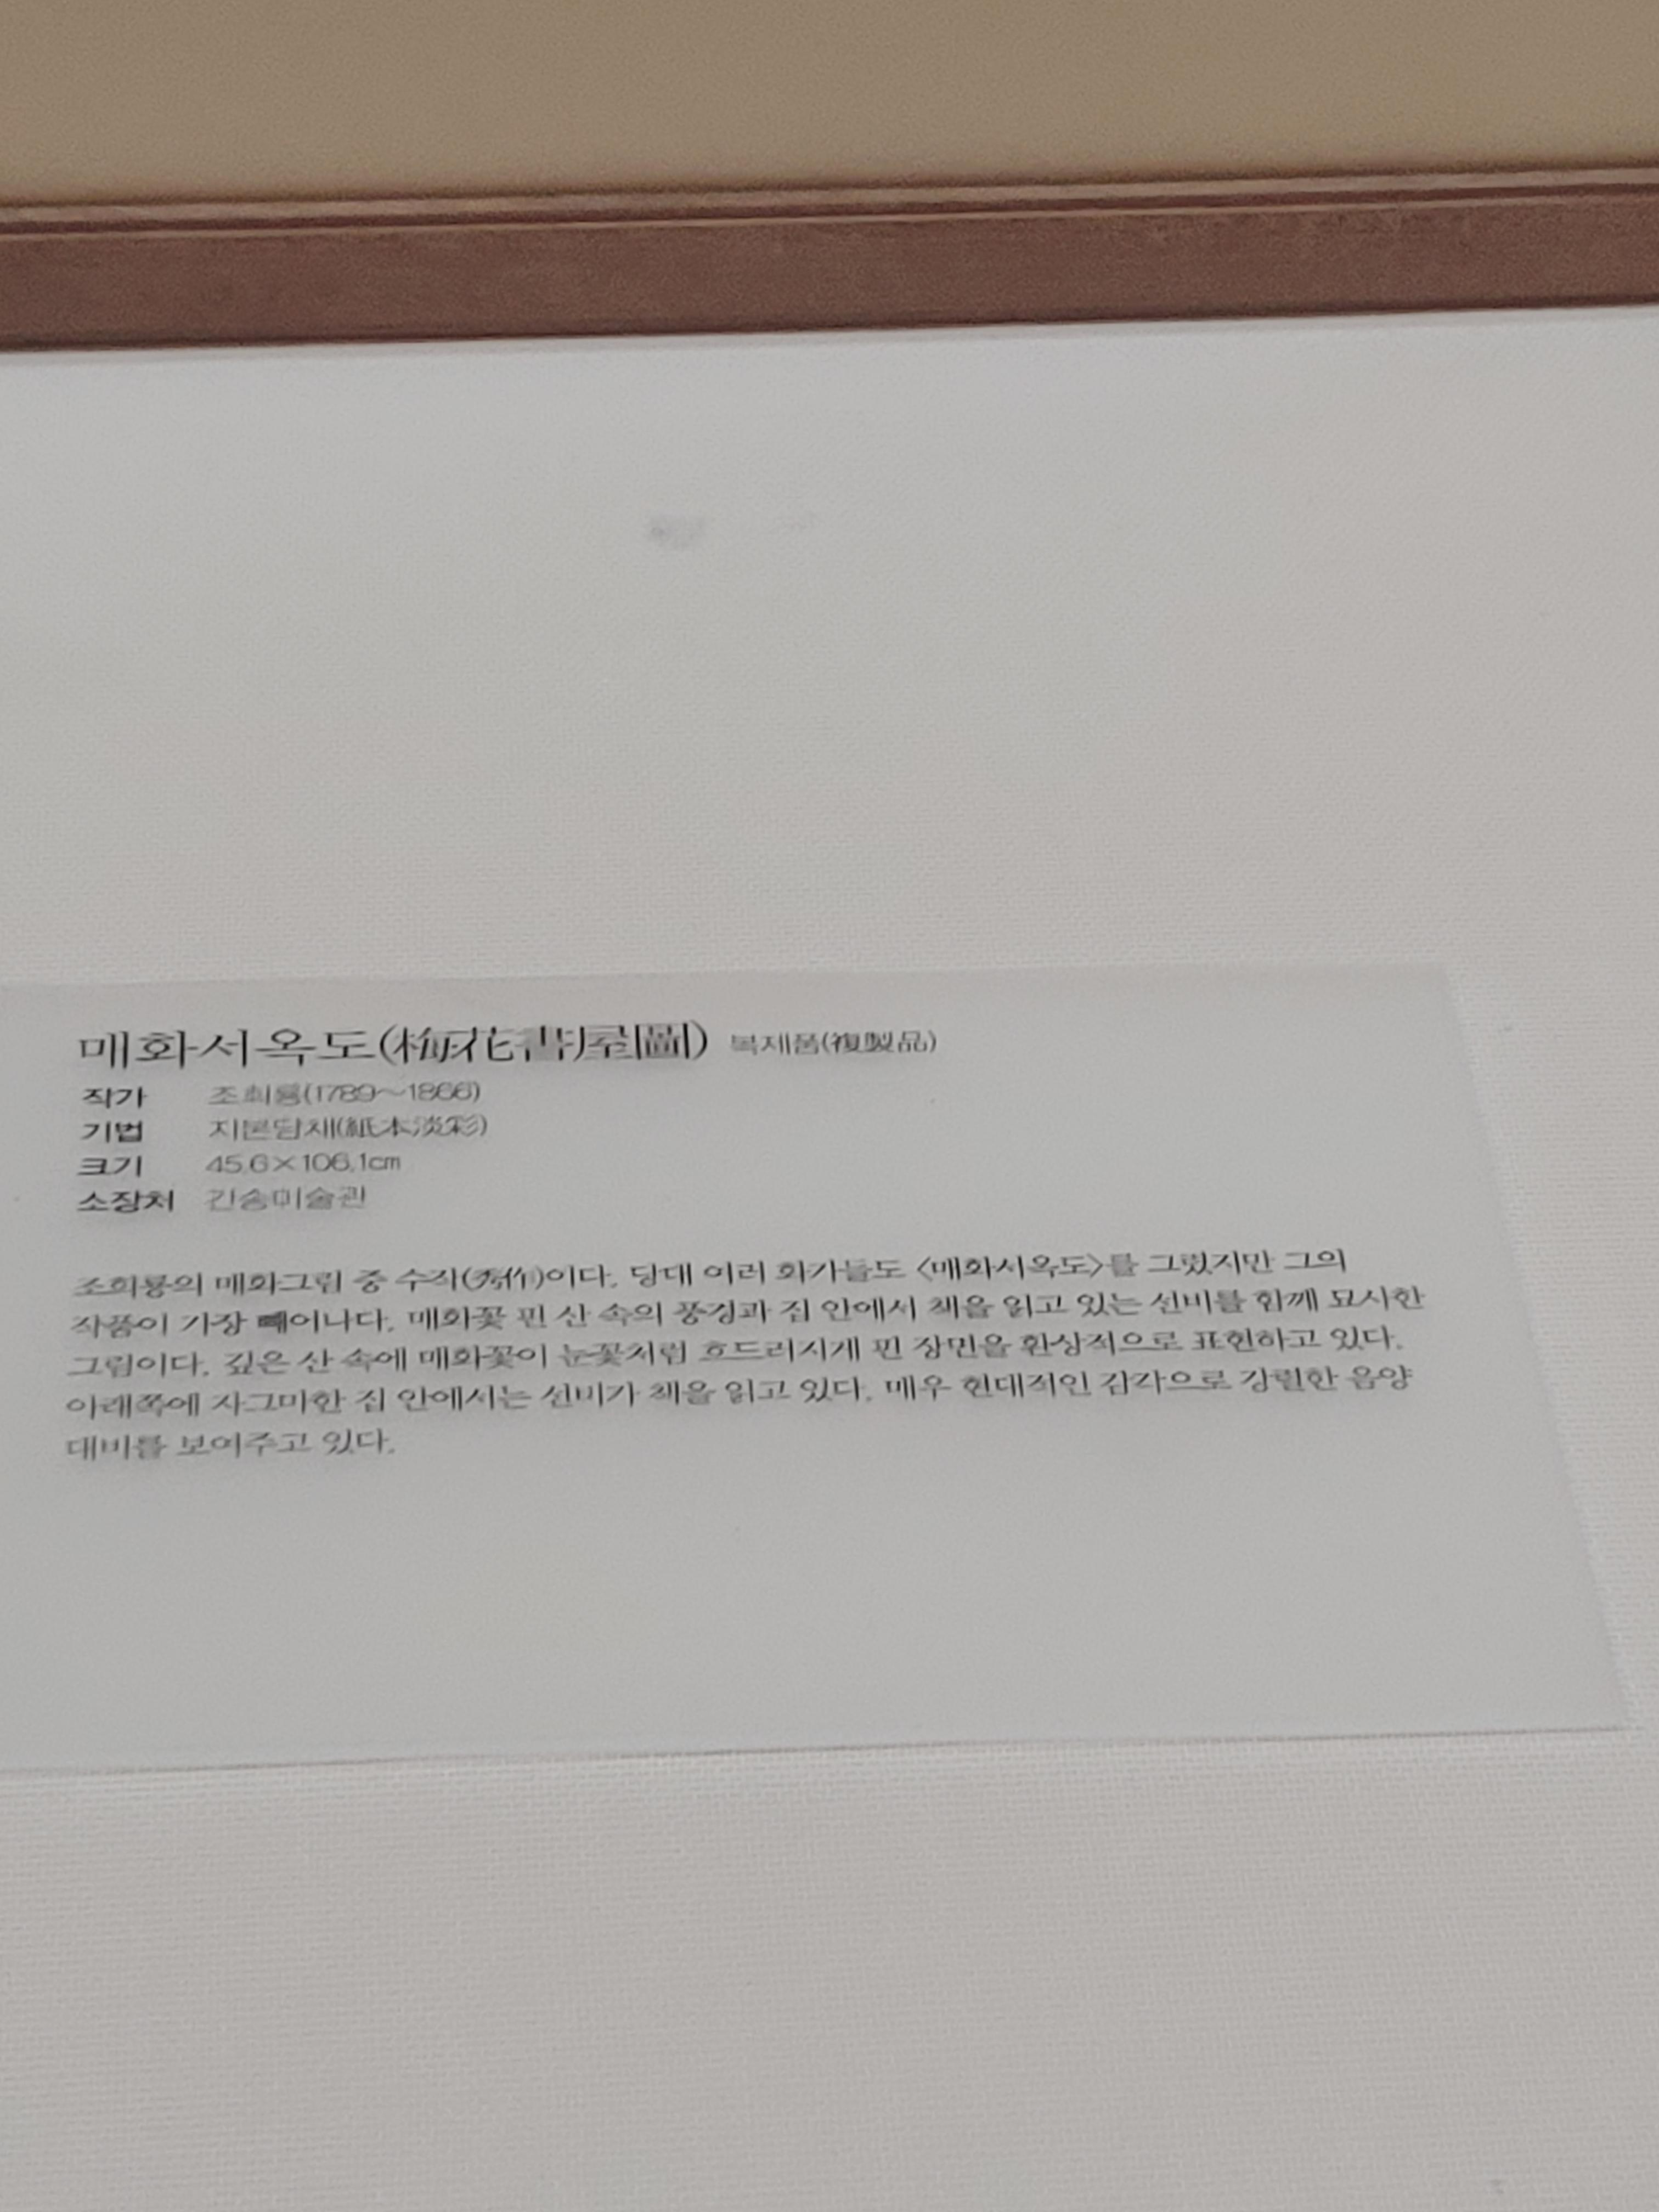 매화서옥도(梅花書屋圖) 복제품(複製品)
작가 조희룡(1789~1866)
기법 지본담채(紙本淡彩)
크기 45.6×106.1cm
소장처 간송미술관
조희룡의 매화그림 중 수작(秀作)이다. 당대 여러 화가들도 〈매화서옥도〉를 그렸지만 그의
작품이 가장 빼어나다. 매화꽃 핀 산 속의 풍경과 집 안에서 책을 읽고 있는 선비를 함께 묘사한
그림이다. 깊은 산 속에 매화꽃이 눈꽃처럼 흐드러지게 핀 장면을 환상적으로 표현하고 있다.
아래쪽에 자그마한 집 안에서는 선비가 책을 읽고 있다. 매우 현대적인 감각으로 강렬한 음양
대비를 보여주고 있다.